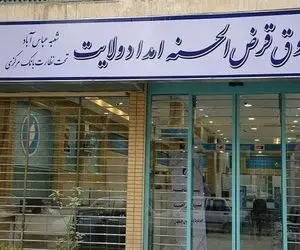 وق قرض الحسنه امداد ولایت
شعبه عباس آباد
تحت نظارت بانک مرکزی